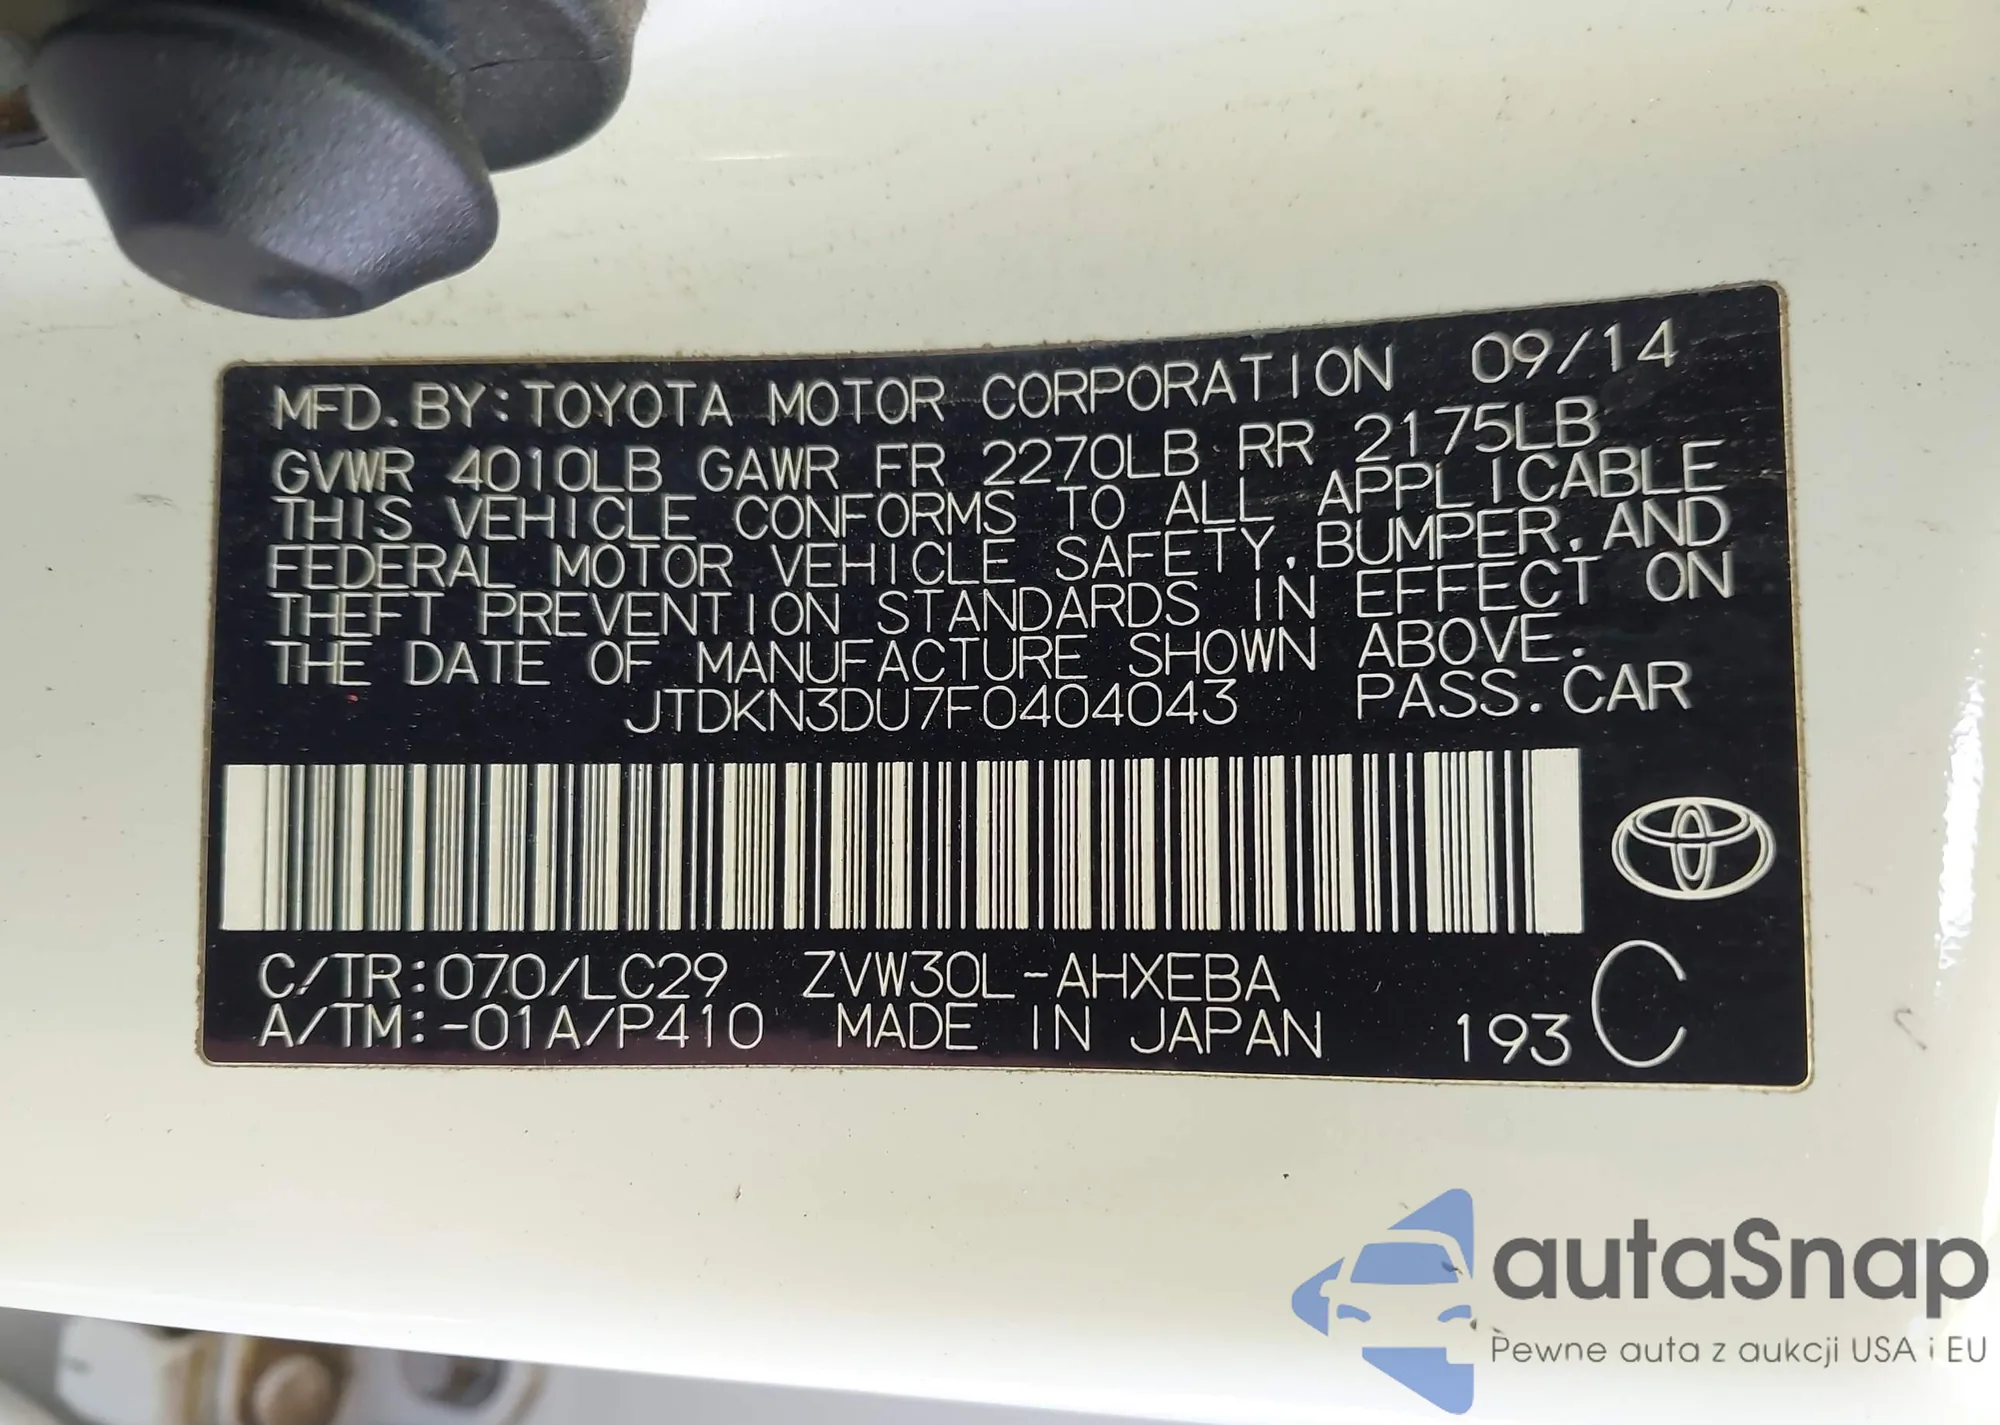 MFD. BY: TOYOTA MOTOR CORPORATION 09/14
GVWR 4010LB GAWR FR 2270LB RR 2175LB
THIS VEHICLE CONFORMS TO ALL APPLICABLE
FEDERAL MOTOR VEHICLE SAFETY, BUMPER, AND
THEFT PREVENTION STANDARDS IN EFFECT ON
THE DATE OF MANUFACTURE SHOWN ABOVE.
JTDKN3DU7F0404043 PASS. CAR
C/TR: 070/LC29 ZVW30L-AHXEBA
A/TM: -01A/P410 MADE IN JAPAN 193 C
autaSnap
Pewne auta z aukcji USA i EU